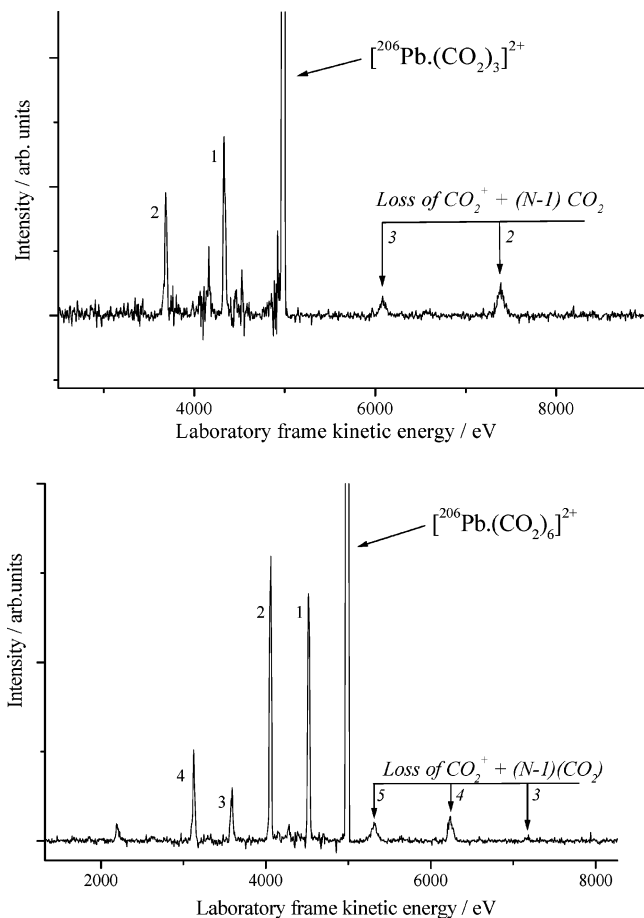 [²⁰⁶Pb.(CO₂)₃]²⁺
1
2
Loss of CO₂⁺ + (N-1) CO₂
3 2
Intensity / arb. units
4000 6000 8000
Laboratory frame kinetic energy / eV
[²⁰⁶Pb.(CO₂)₆]²⁺
2 1
4 3
Loss of CO₂⁺ + (N-1)(CO₂)
5 4 3
Intensity / arb.units
2000 4000 6000 8000
Laboratory frame kinetic energy / eV